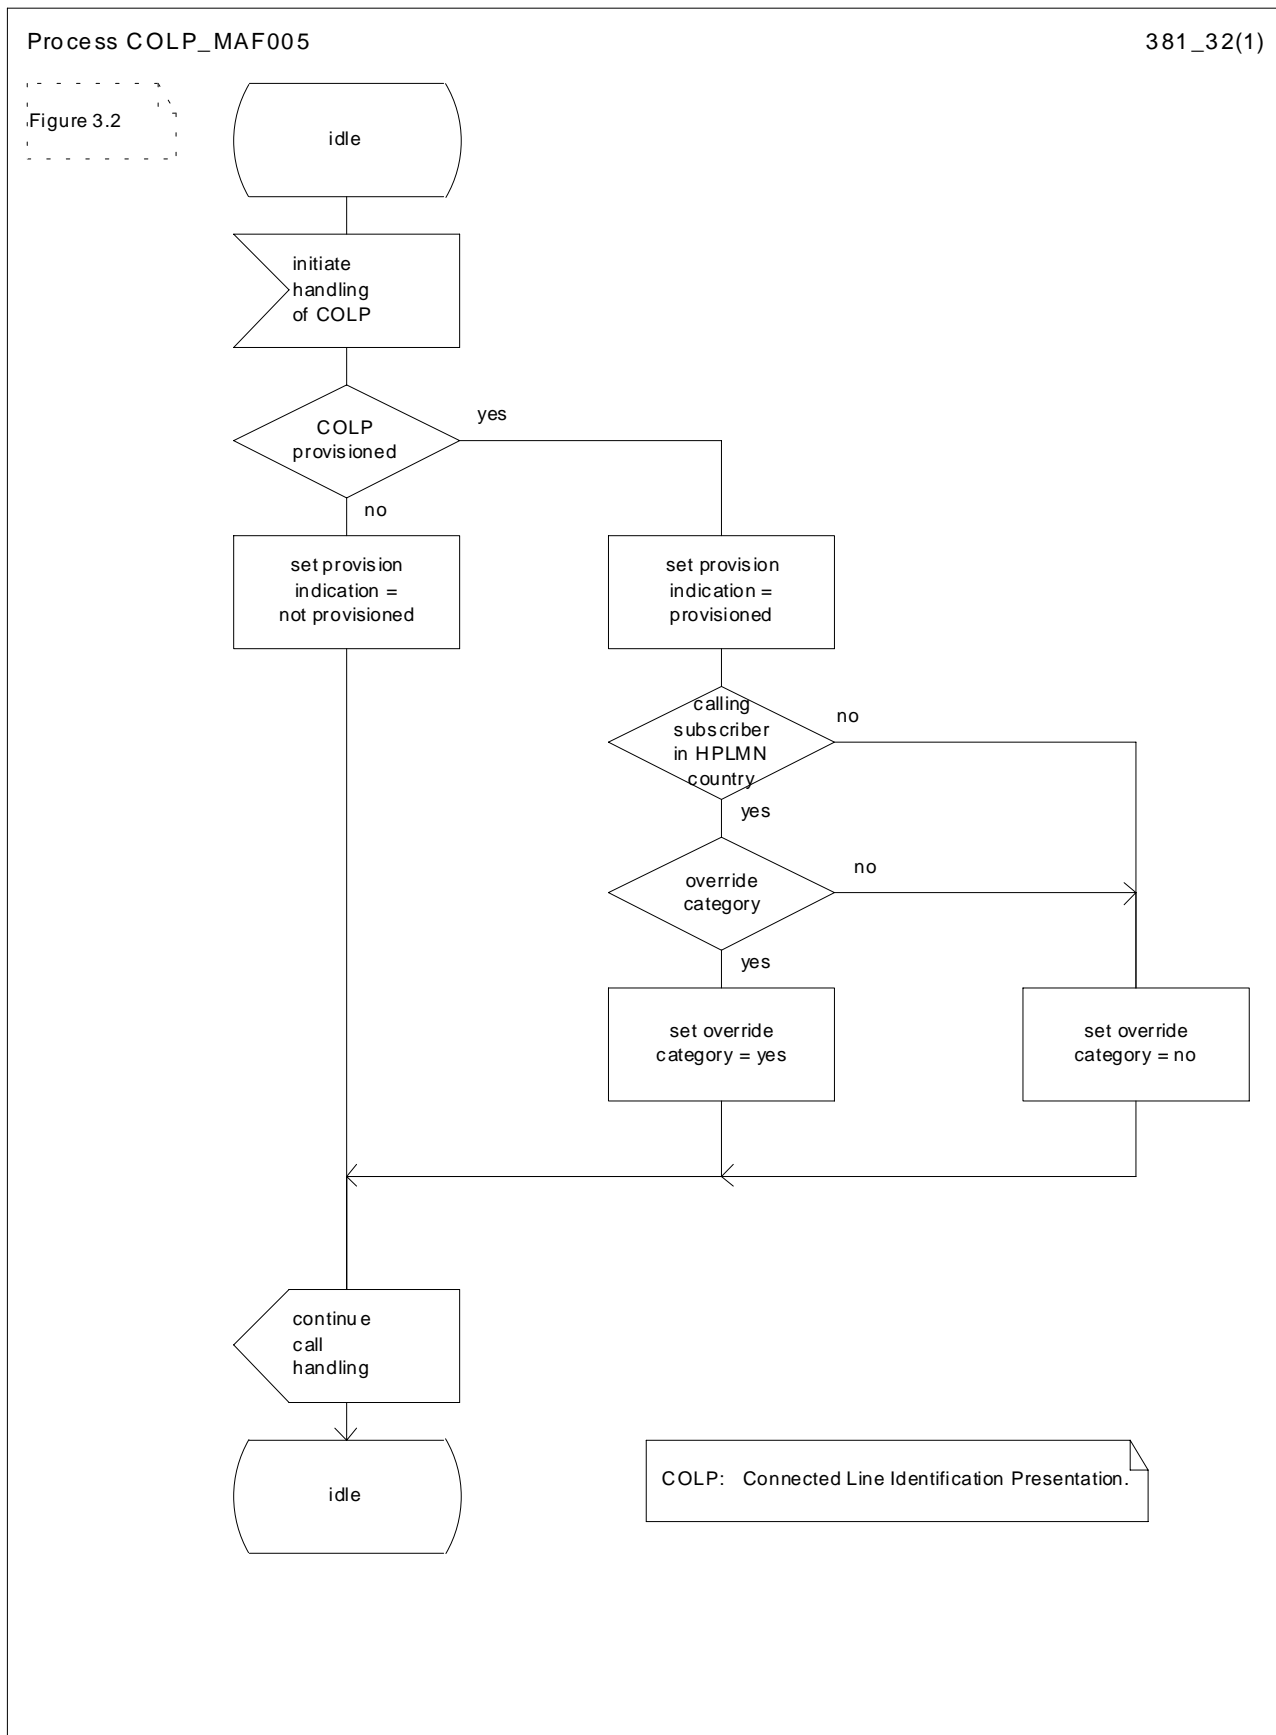 Process COLP_MAF005
381_32(1)
Figure 3.2
idle
initiate
handling
of COLP
COLP
provisioned
yes
no
set provision
indication =
not provisioned
set provision
indication =
provisioned
calling
subscriber
in HPLMN
country
no
yes
override
category
no
yes
set override
category = yes
set override
category = no
continue
call
handling
idle
COLP: Connected Line Identification Presentation.